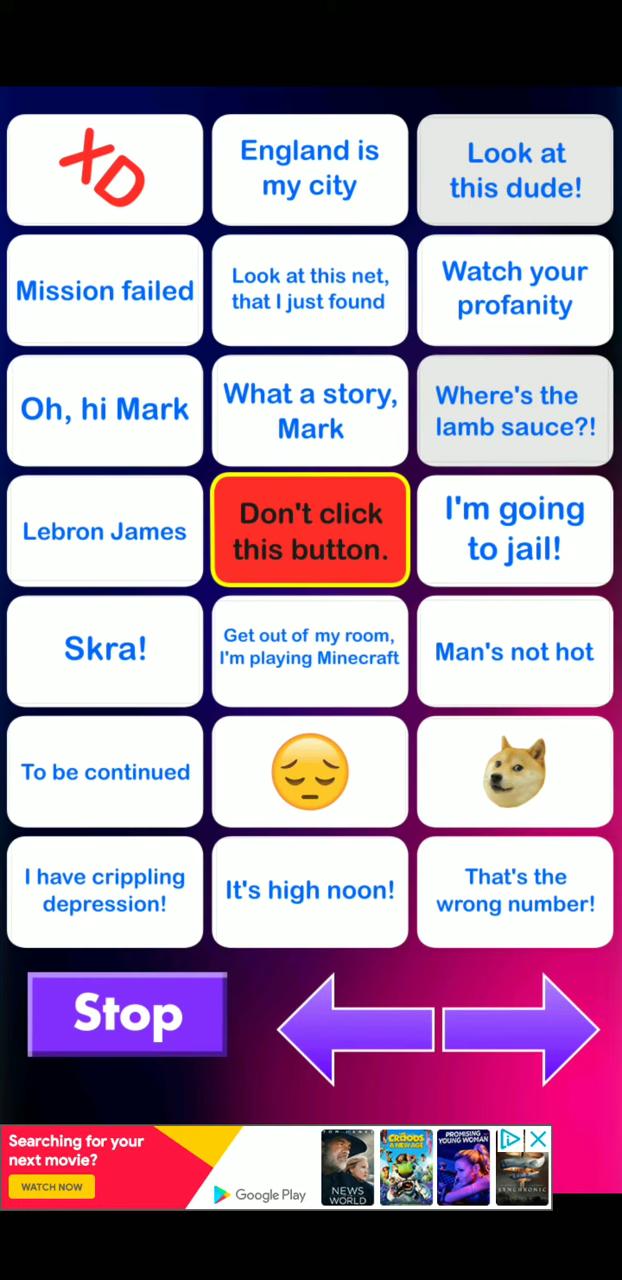 XD
England is
my city
Look at
this dude!
Mission failed
Look at this net,
that I just found
Watch your
profanity
Oh, hi Mark
What a story,
Mark
Where's the
lamb sauce?!
Lebron James
Don't click
this button.
I'm going
to jail!
Skra!
Get out of my room,
I'm playing Minecraft
Man's not hot
To be continued
I have crippling
depression!
It's high noon!
That's the
wrong number!
Stop
Searching for your
next movie?
WATCH NOW
Google Play
TOM HANKS
NEWS
WORLD
THE
CROODS
A NEW AGE
PROMISING
YOUNG WOMAN
SYNCHRONIC